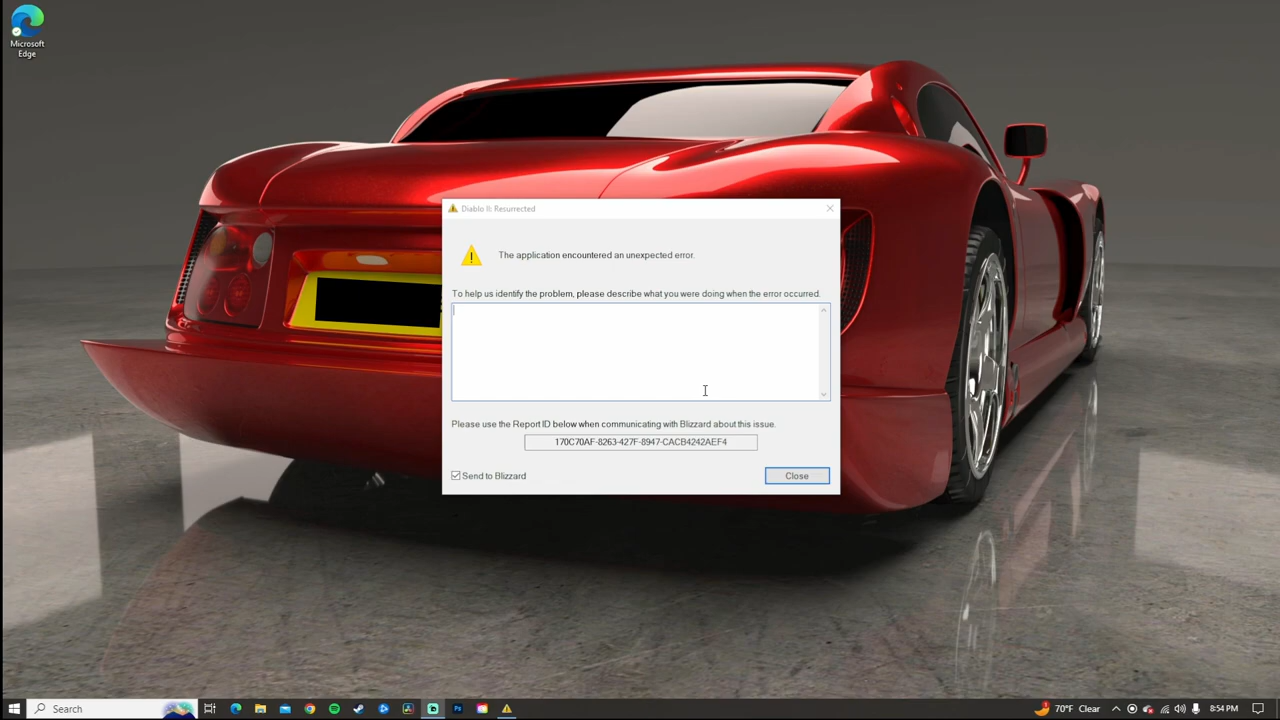 Microsoft
Edge
Diablo II: Resurrected
The application encountered an unexpected error.
To help us identify the problem, please describe what you were doing when the error occurred.
Please use the Report ID below when communicating with Blizzard about this issue.
170C70AF-8263-427F-8947-CACB4242AEF4
Send to Blizzard
Close
Search
Ps
70°F Clear
8:54 PM